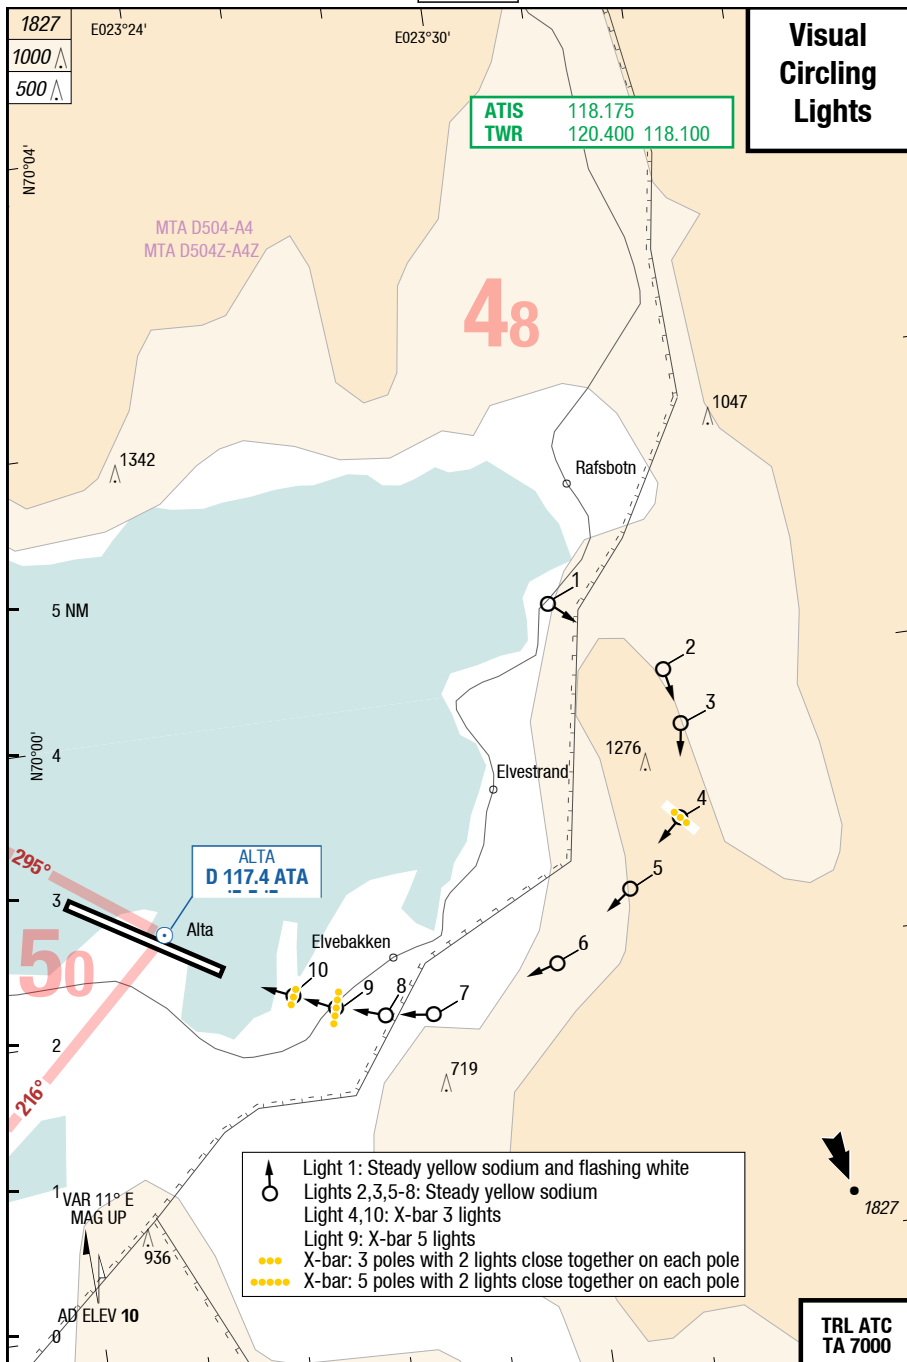 1827
1000
500
E023°24'
E023°30'
Visual
Circling
Lights
ATIS 118.175
TWR 120.400 118.100
N70°04'
MTA D504-A4
MTA D504Z-A4Z
48
1047
1342
Rafsbotn
1
5 NM
2
3
1276
N70°00'
4
Elvestrand
4
ALTA
D 117.4 ATA
295°
5
3
Alta
50
Elvebakken
6
10
9
8
7
2
719
216°
Light 1: Steady yellow sodium and flashing white
Lights 2,3,5-8: Steady yellow sodium
Light 4,10: X-bar 3 lights
Light 9: X-bar 5 lights
X-bar: 3 poles with 2 lights close together on each pole
X-bar: 5 poles with 2 lights close together on each pole
1
VAR 11° E
MAG UP
1827
936
AD ELEV 10
0
TRL ATC
TA 7000